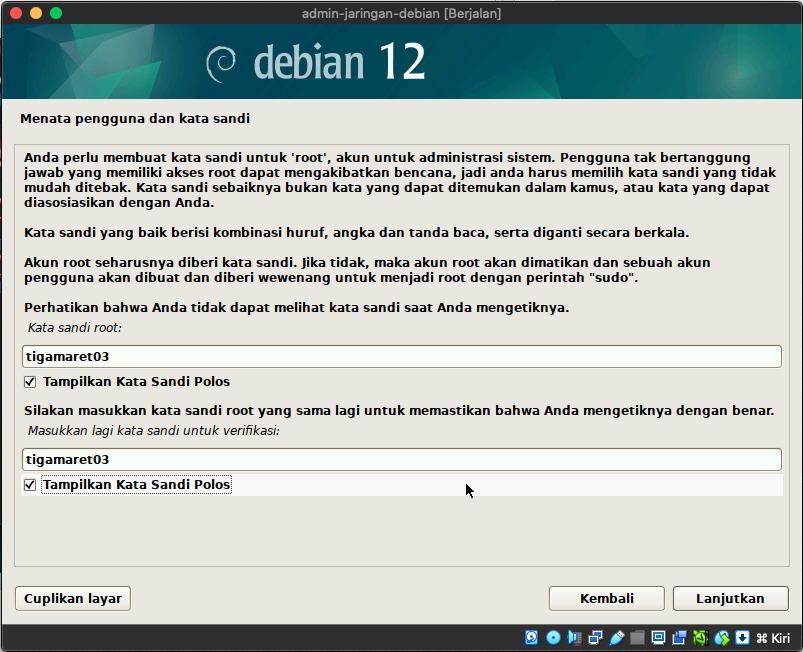 admin-jaringan-debian [Berjalan]
debian 12
Menata pengguna dan kata sandi
Anda perlu membuat kata sandi untuk 'root', akun untuk administrasi sistem. Pengguna tak bertanggung
jawab yang memiliki akses root dapat mengakibatkan bencana, jadi anda harus memilih kata sandi yang tidak
mudah ditebak. Kata sandi sebaiknya bukan kata yang dapat ditemukan dalam kamus, atau kata yang dapat
diasosiasikan dengan Anda.
Kata sandi yang baik berisi kombinasi huruf, angka dan tanda baca, serta diganti secara berkala.
Akun root seharusnya diberi kata sandi. Jika tidak, maka akun root akan dimatikan dan sebuah akun
pengguna akan dibuat dan diberi wewenang untuk menjadi root dengan perintah "sudo".
Perhatikan bahwa Anda tidak dapat melihat kata sandi saat Anda mengetiknya.
Kata sandi root:
tigamaret03
Tampilkan Kata Sandi Polos
Silakan masukkan kata sandi root yang sama lagi untuk memastikan bahwa Anda mengetiknya dengan benar.
Masukkan lagi kata sandi untuk verifikasi:
tigamaret03
Tampilkan Kata Sandi Polos
Cuplikan layar
Kembali
Lanjutkan
⌘ Kiri